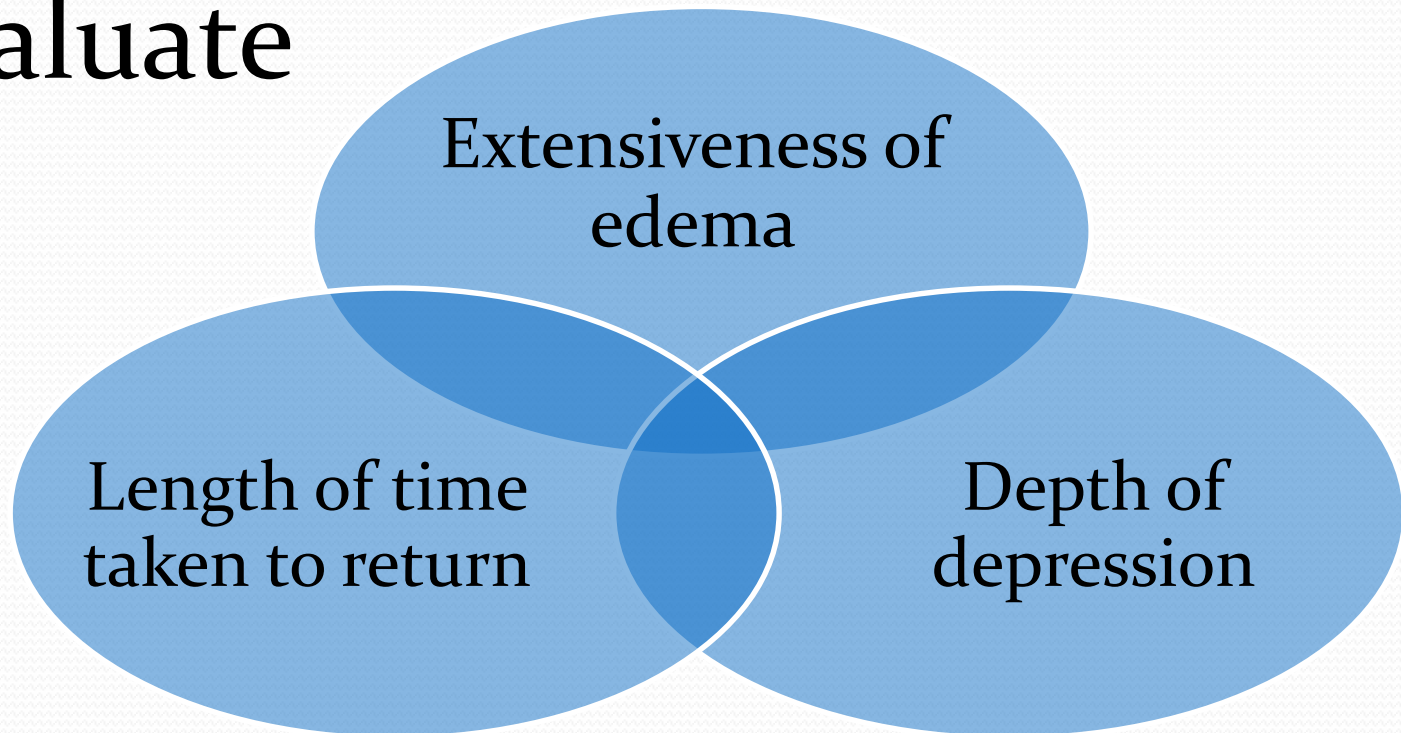 aluate
Extensiveness of
edema
Length of time
taken to return
Depth of
depression